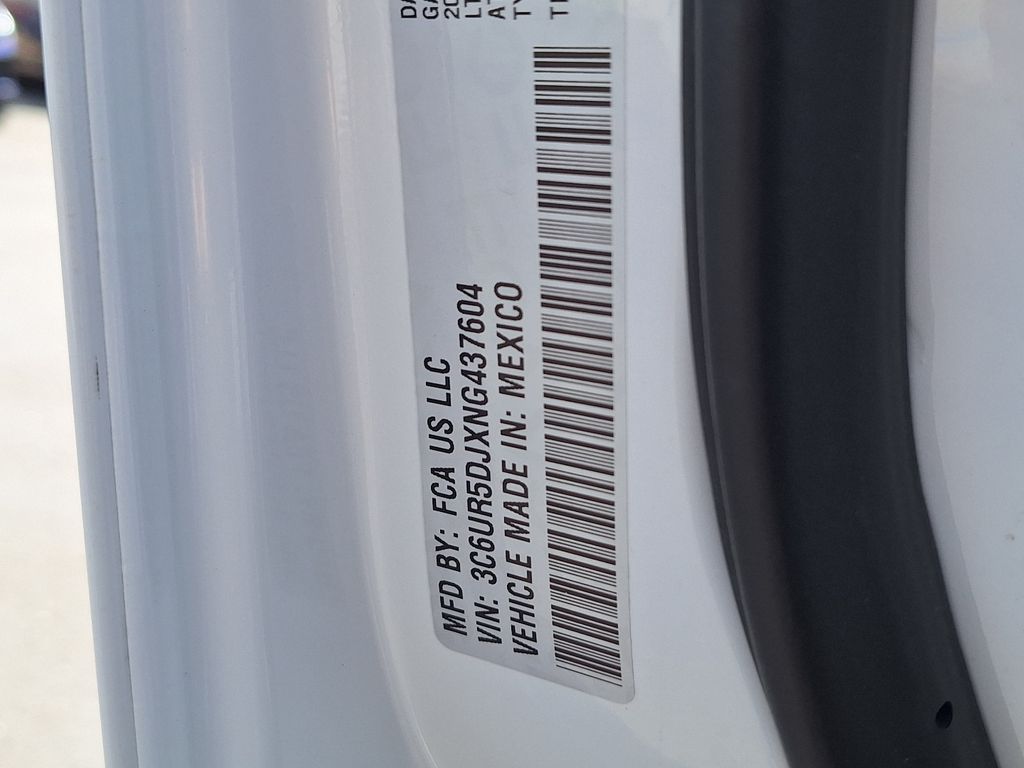 MFD BY: FCA US LLC
VIN: 3C6UR5DJXNG437604
VEHICLE MADE IN: MEXICO